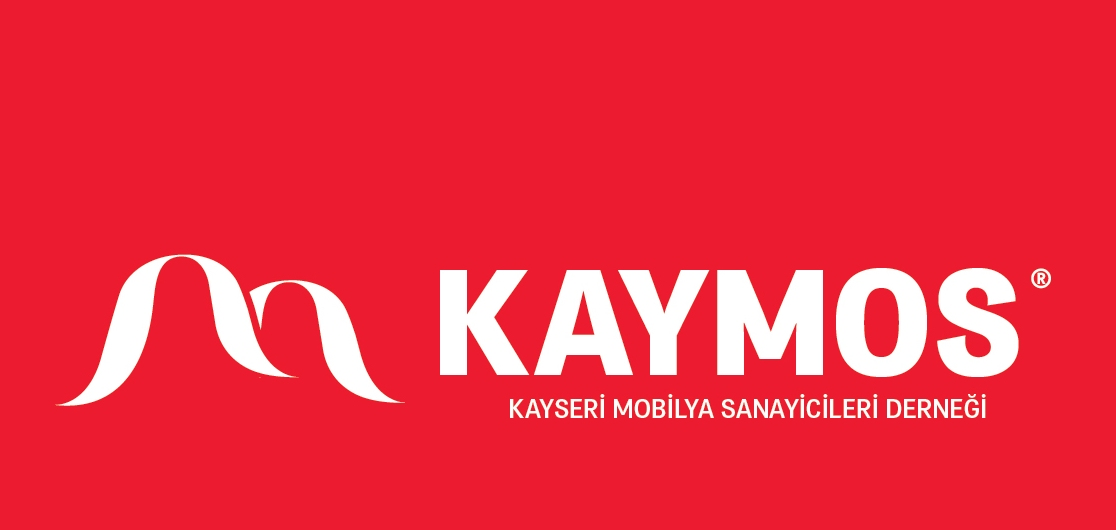 KAYMOS®
KAYSERİ MOBİLYA SANAYİCİLERİ DERNEĞİ